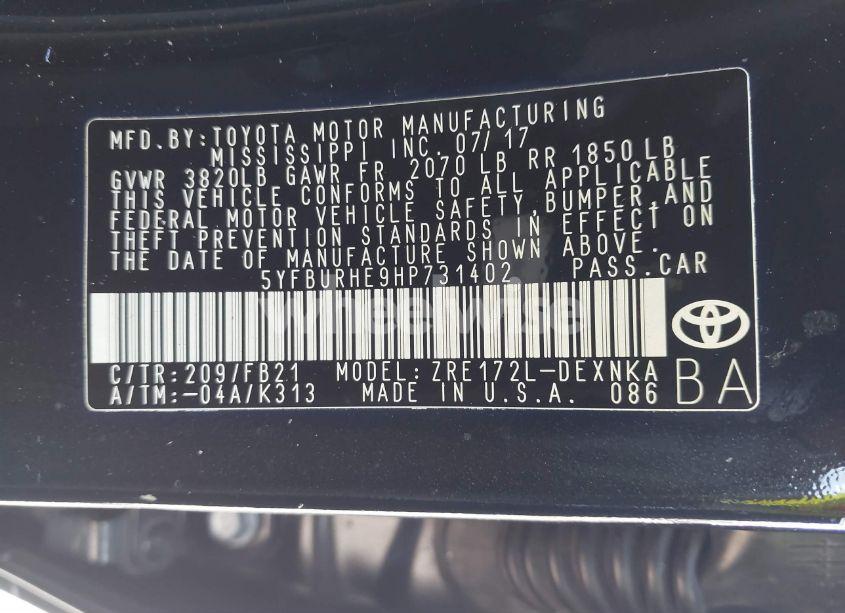 MFD.BY:TOYOTA MOTOR MANUFACTURING
MISSISSIPPI INC. 07/17
GVWR 3820LB GAWR FR 2070 LB RR 1850 LB
THIS VEHICLE CONFORMS TO ALL APPLICABLE
FEDERAL MOTOR VEHICLE SAFETY,BUMPER,AND
THEFT PREVENTION STANDARDS IN EFFECT ON
THE DATE OF MANUFACTURE SHOWN ABOVE.
5YFBURHE9HP731402 PASS.CAR
wheelwise
C/TR:209/FB21 MODEL:ZRE172L-DEXNKA
A/TM:-04A/K313 MADE IN U.S.A. 086
BA